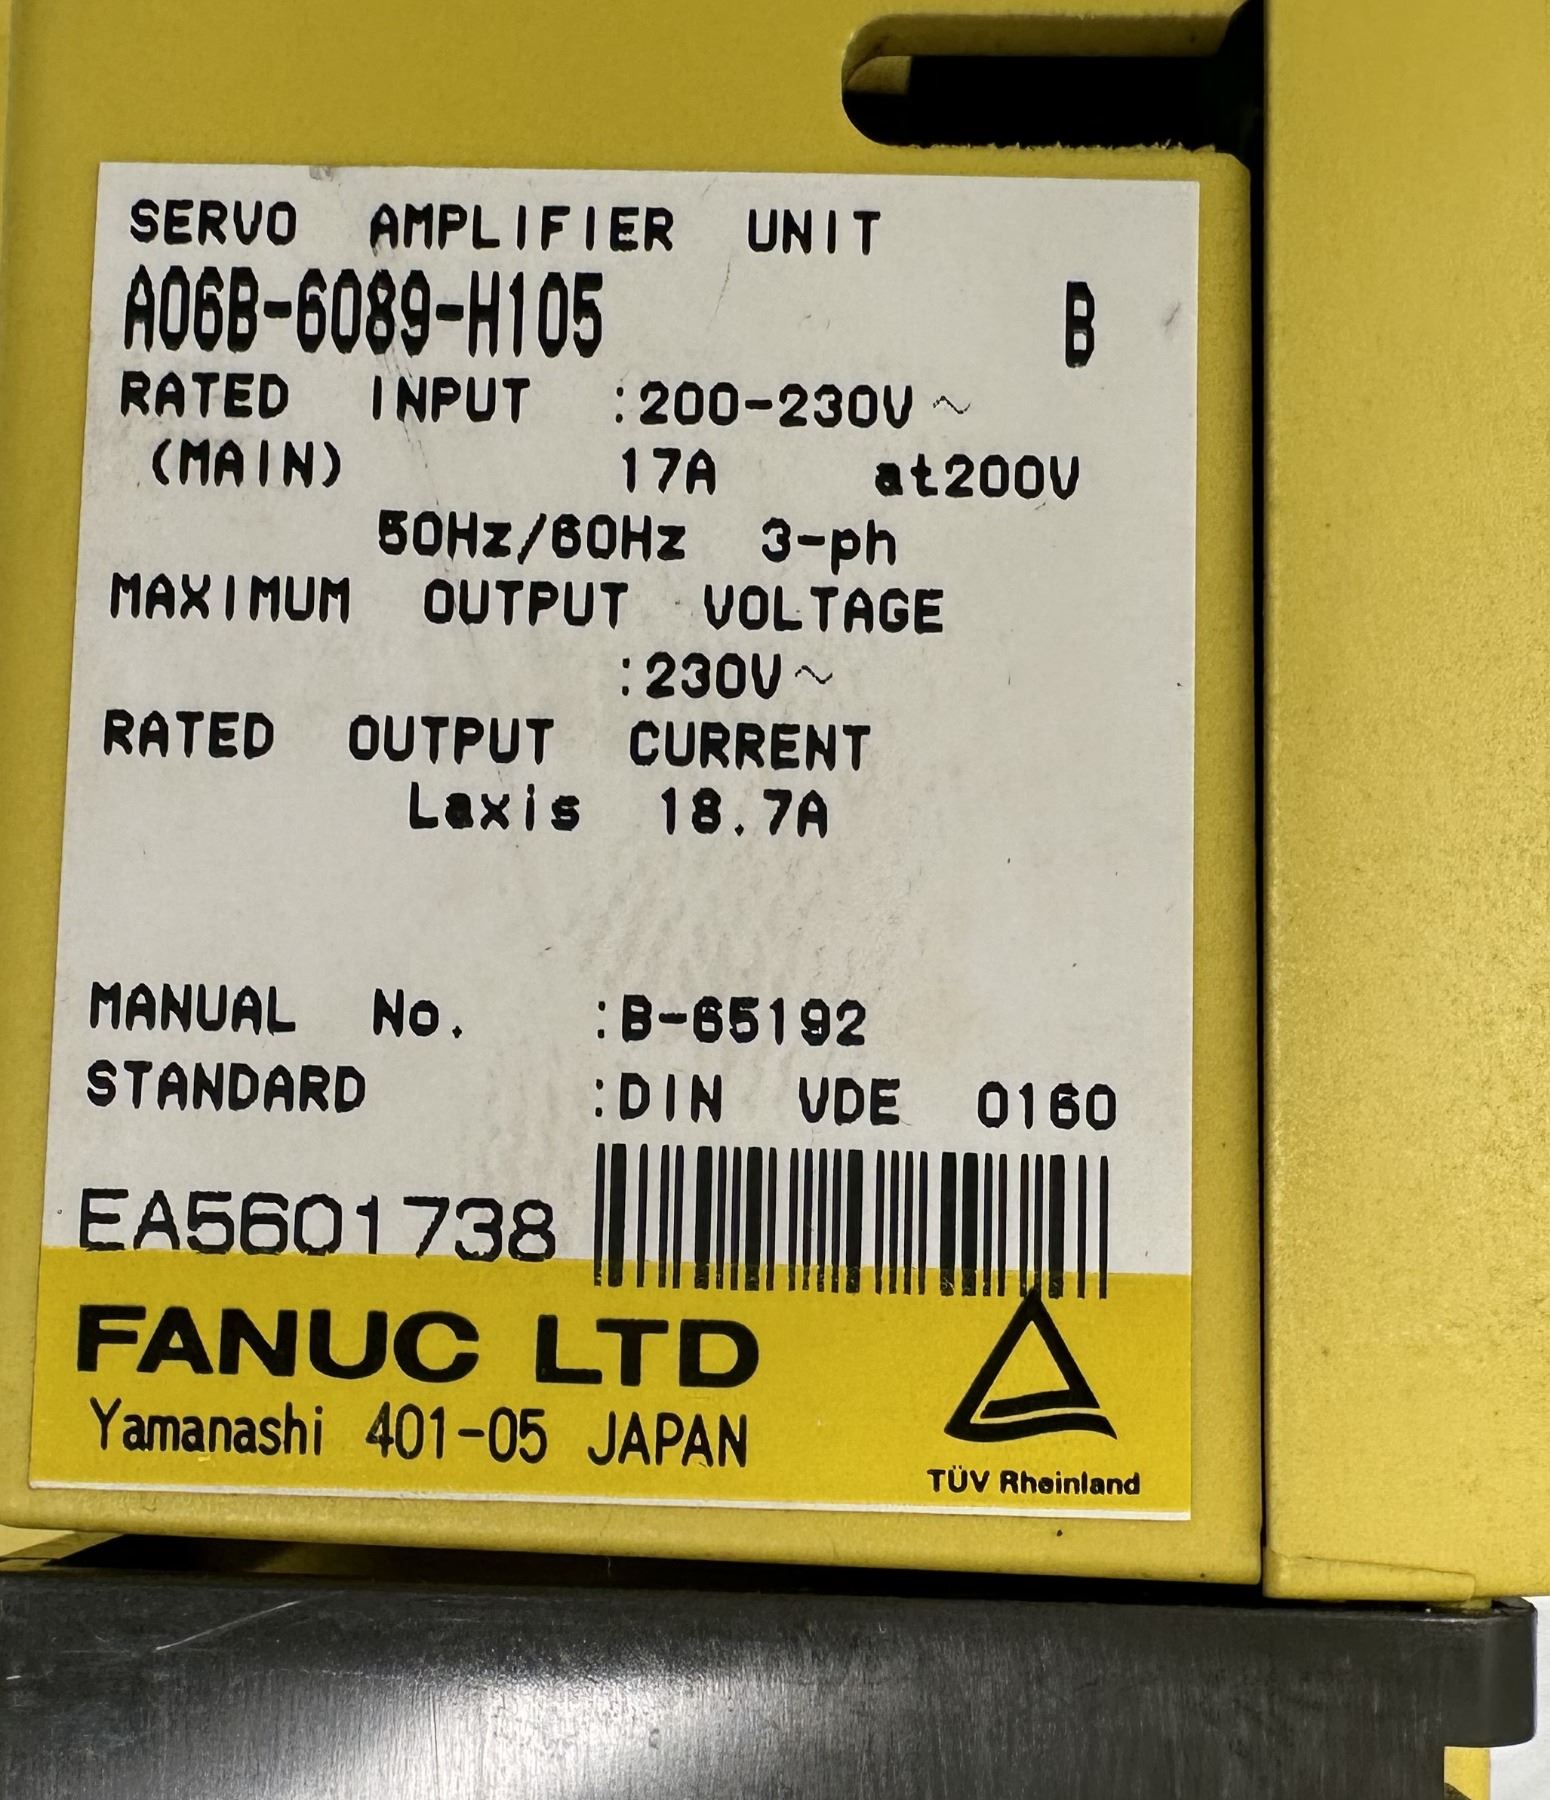 SERVO AMPLIFIER UNIT
A06B-6089-H105 B
RATED INPUT :200-230V~
(MAIN) 17A at200V
50Hz/60Hz 3-ph
MAXIMUM OUTPUT VOLTAGE
:230V~
RATED OUTPUT CURRENT
Laxis 18.7A
MANUAL No. :B-65192
STANDARD :DIN VDE 0160
EA5601738
FANUC LTD
Yamanashi 401-05 JAPAN
TÜV Rheinland